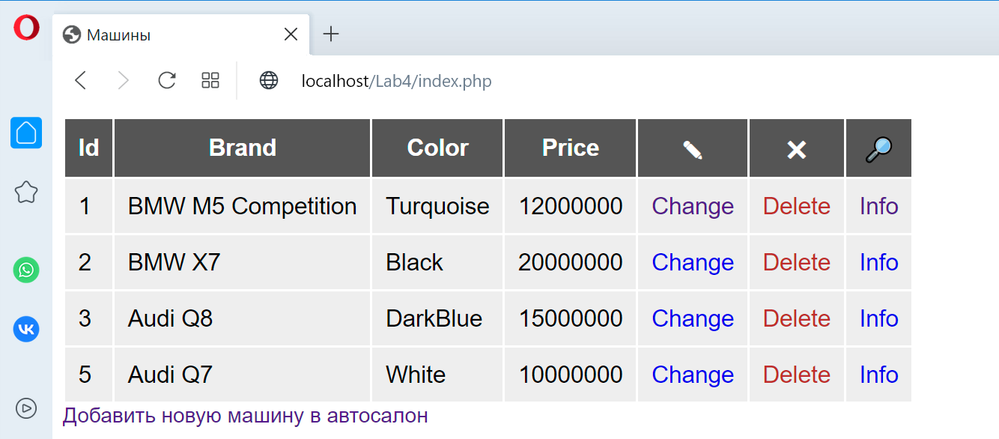 Машины
localhost/Lab4/index.php
Id Brand Color Price
1 BMW M5 Competition Turquoise 12000000 Change Delete Info
2 BMW X7 Black 20000000 Change Delete Info
3 Audi Q8 DarkBlue 15000000 Change Delete Info
5 Audi Q7 White 10000000 Change Delete Info
Добавить новую машину в автосалон